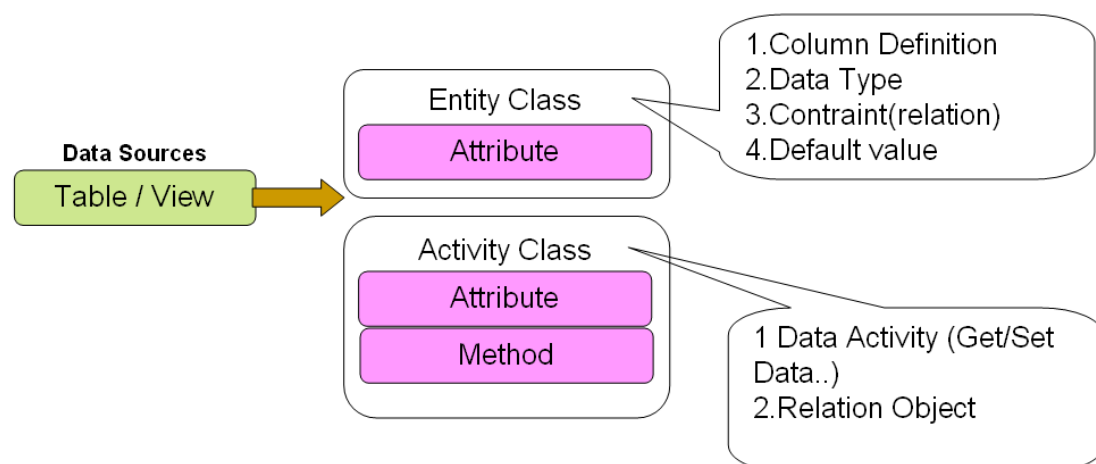 Data Sources
Table / View
Entity Class
Attribute
1.Column Definition
2.Data Type
3.Contraint(relation)
4.Default value
Activity Class
Attribute
Method
1 Data Activity (Get/Set
Data..)
2.Relation Object